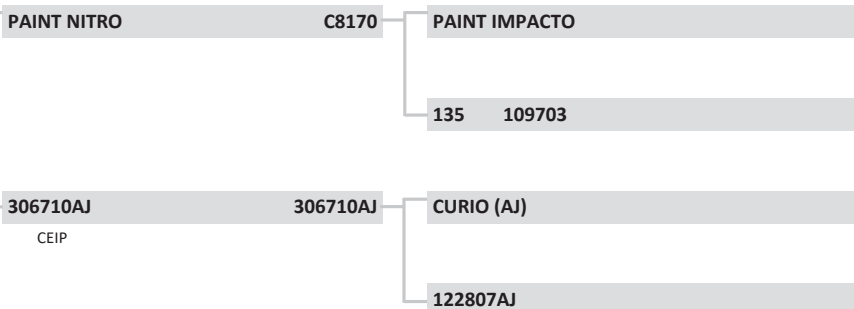 PAINT NITRO C8170 PAINT IMPACTO
135 109703
306710AJ 306710AJ CURIO (AJ)
CEIP
122807AJ